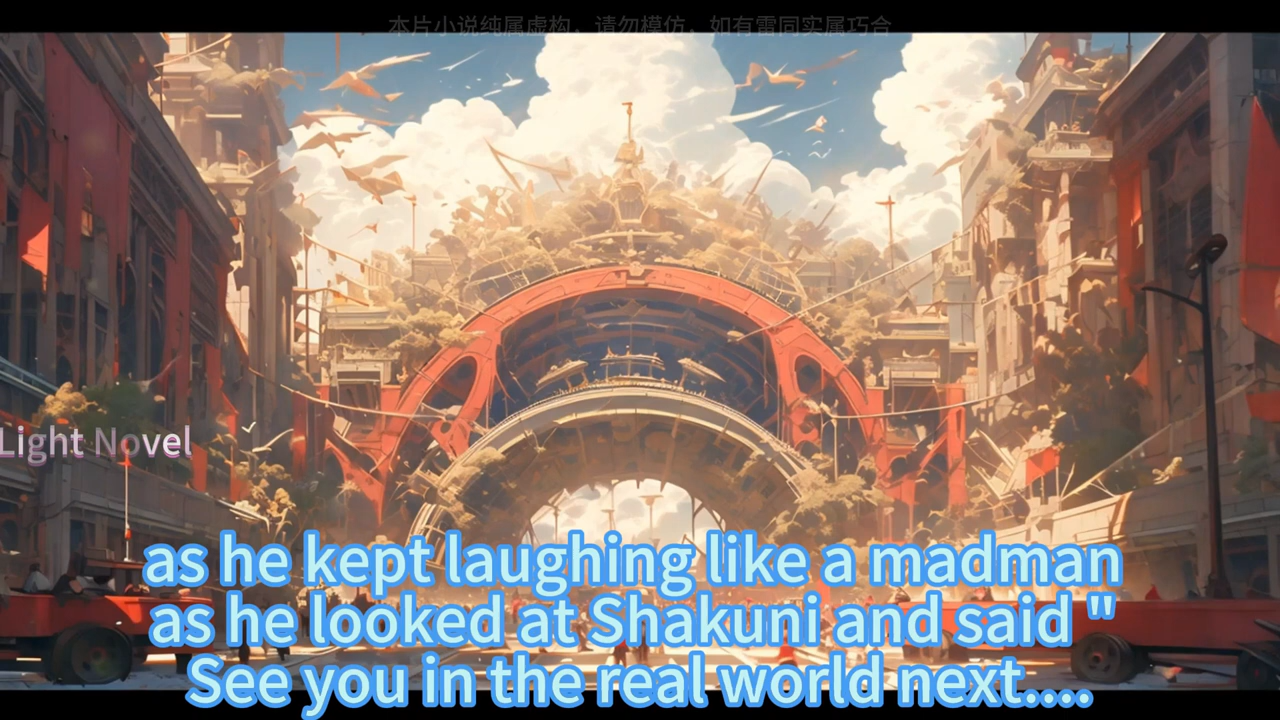 本片小说纯属虚构，请勿模仿，如有雷同实属巧合
Light Novel
as he kept laughing like a madman
as he looked at Shakuni and said "
See you in the real world next....